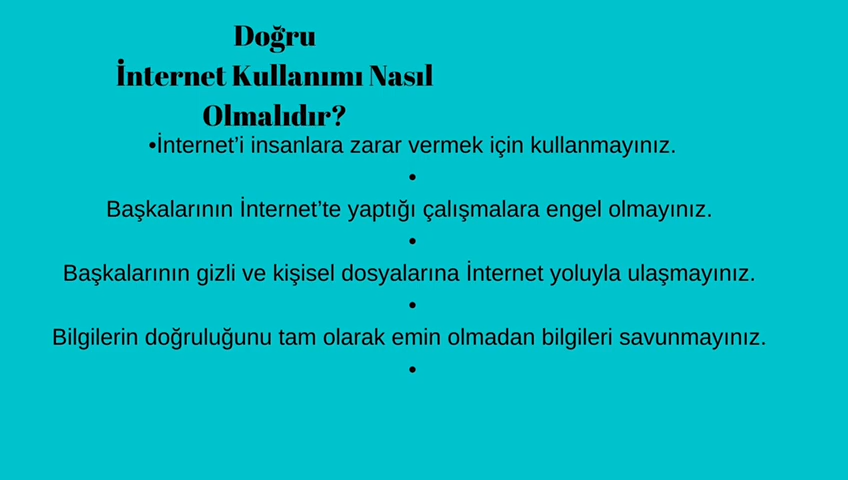 Doğru
İnternet Kullanımı Nasıl
Olmalıdır?
•İnternet'i insanlara zarar vermek için kullanmayınız.
•
Başkalarının İnternet'te yaptığı çalışmalara engel olmayınız.
•
Başkalarının gizli ve kişisel dosyalarına İnternet yoluyla ulaşmayınız.
•
Bilgilerin doğruluğunu tam olarak emin olmadan bilgileri savunmayınız.
•